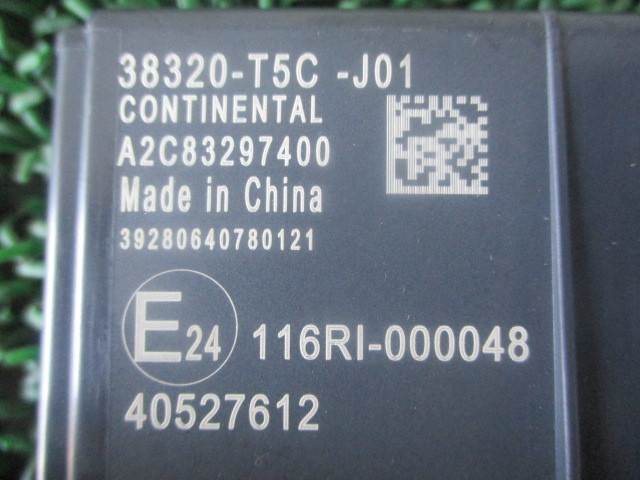 38320-T5C -J01
CONTINENTAL
A2C83297400
Made in China
39280640780121
E24 116RI-000048
40527612